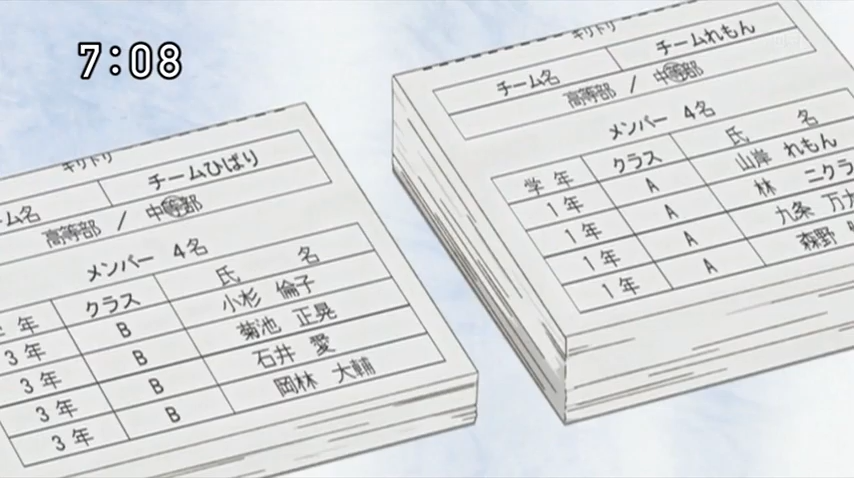 7:08
キリトリ
ーム名 チームひばり
高等部 / 中等部
メンバー 4名
年 クラス 氏 名
3年 B 小杉 倫子
3年 B 菊池 正晃
3年 B 石井 愛
3年 B 岡林 大輔
キリトリ
チーム名 チームれもん
高等部 / 中等部
メンバー 4名
学年 クラス 氏 名
1年 A 山岸 れもん
1年 A 林 ニクラ
1年 A 九条 万
1年 A 森野